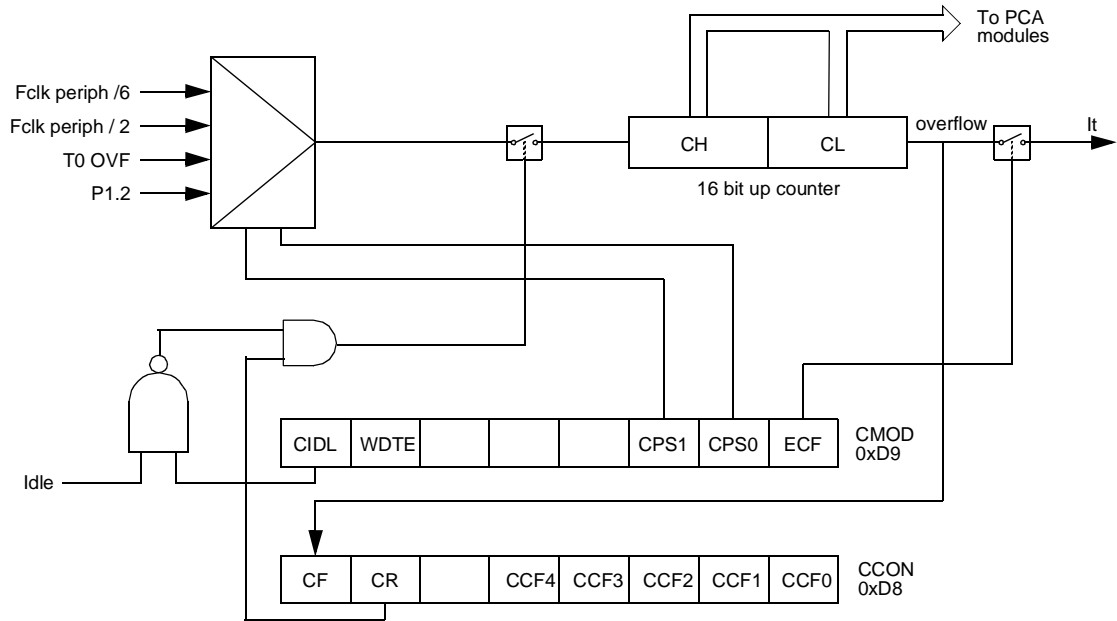 To PCA
modules
Fclk periph /6
Fclk periph / 2
T0 OVF
P1.2
CH
CL
overflow
It
16 bit up counter
CIDL
WDTE
CPS1
CPS0
ECF
CMOD
0xD9
Idle
CF
CR
CCF4
CCF3
CCF2
CCF1
CCF0
CCON
0xD8